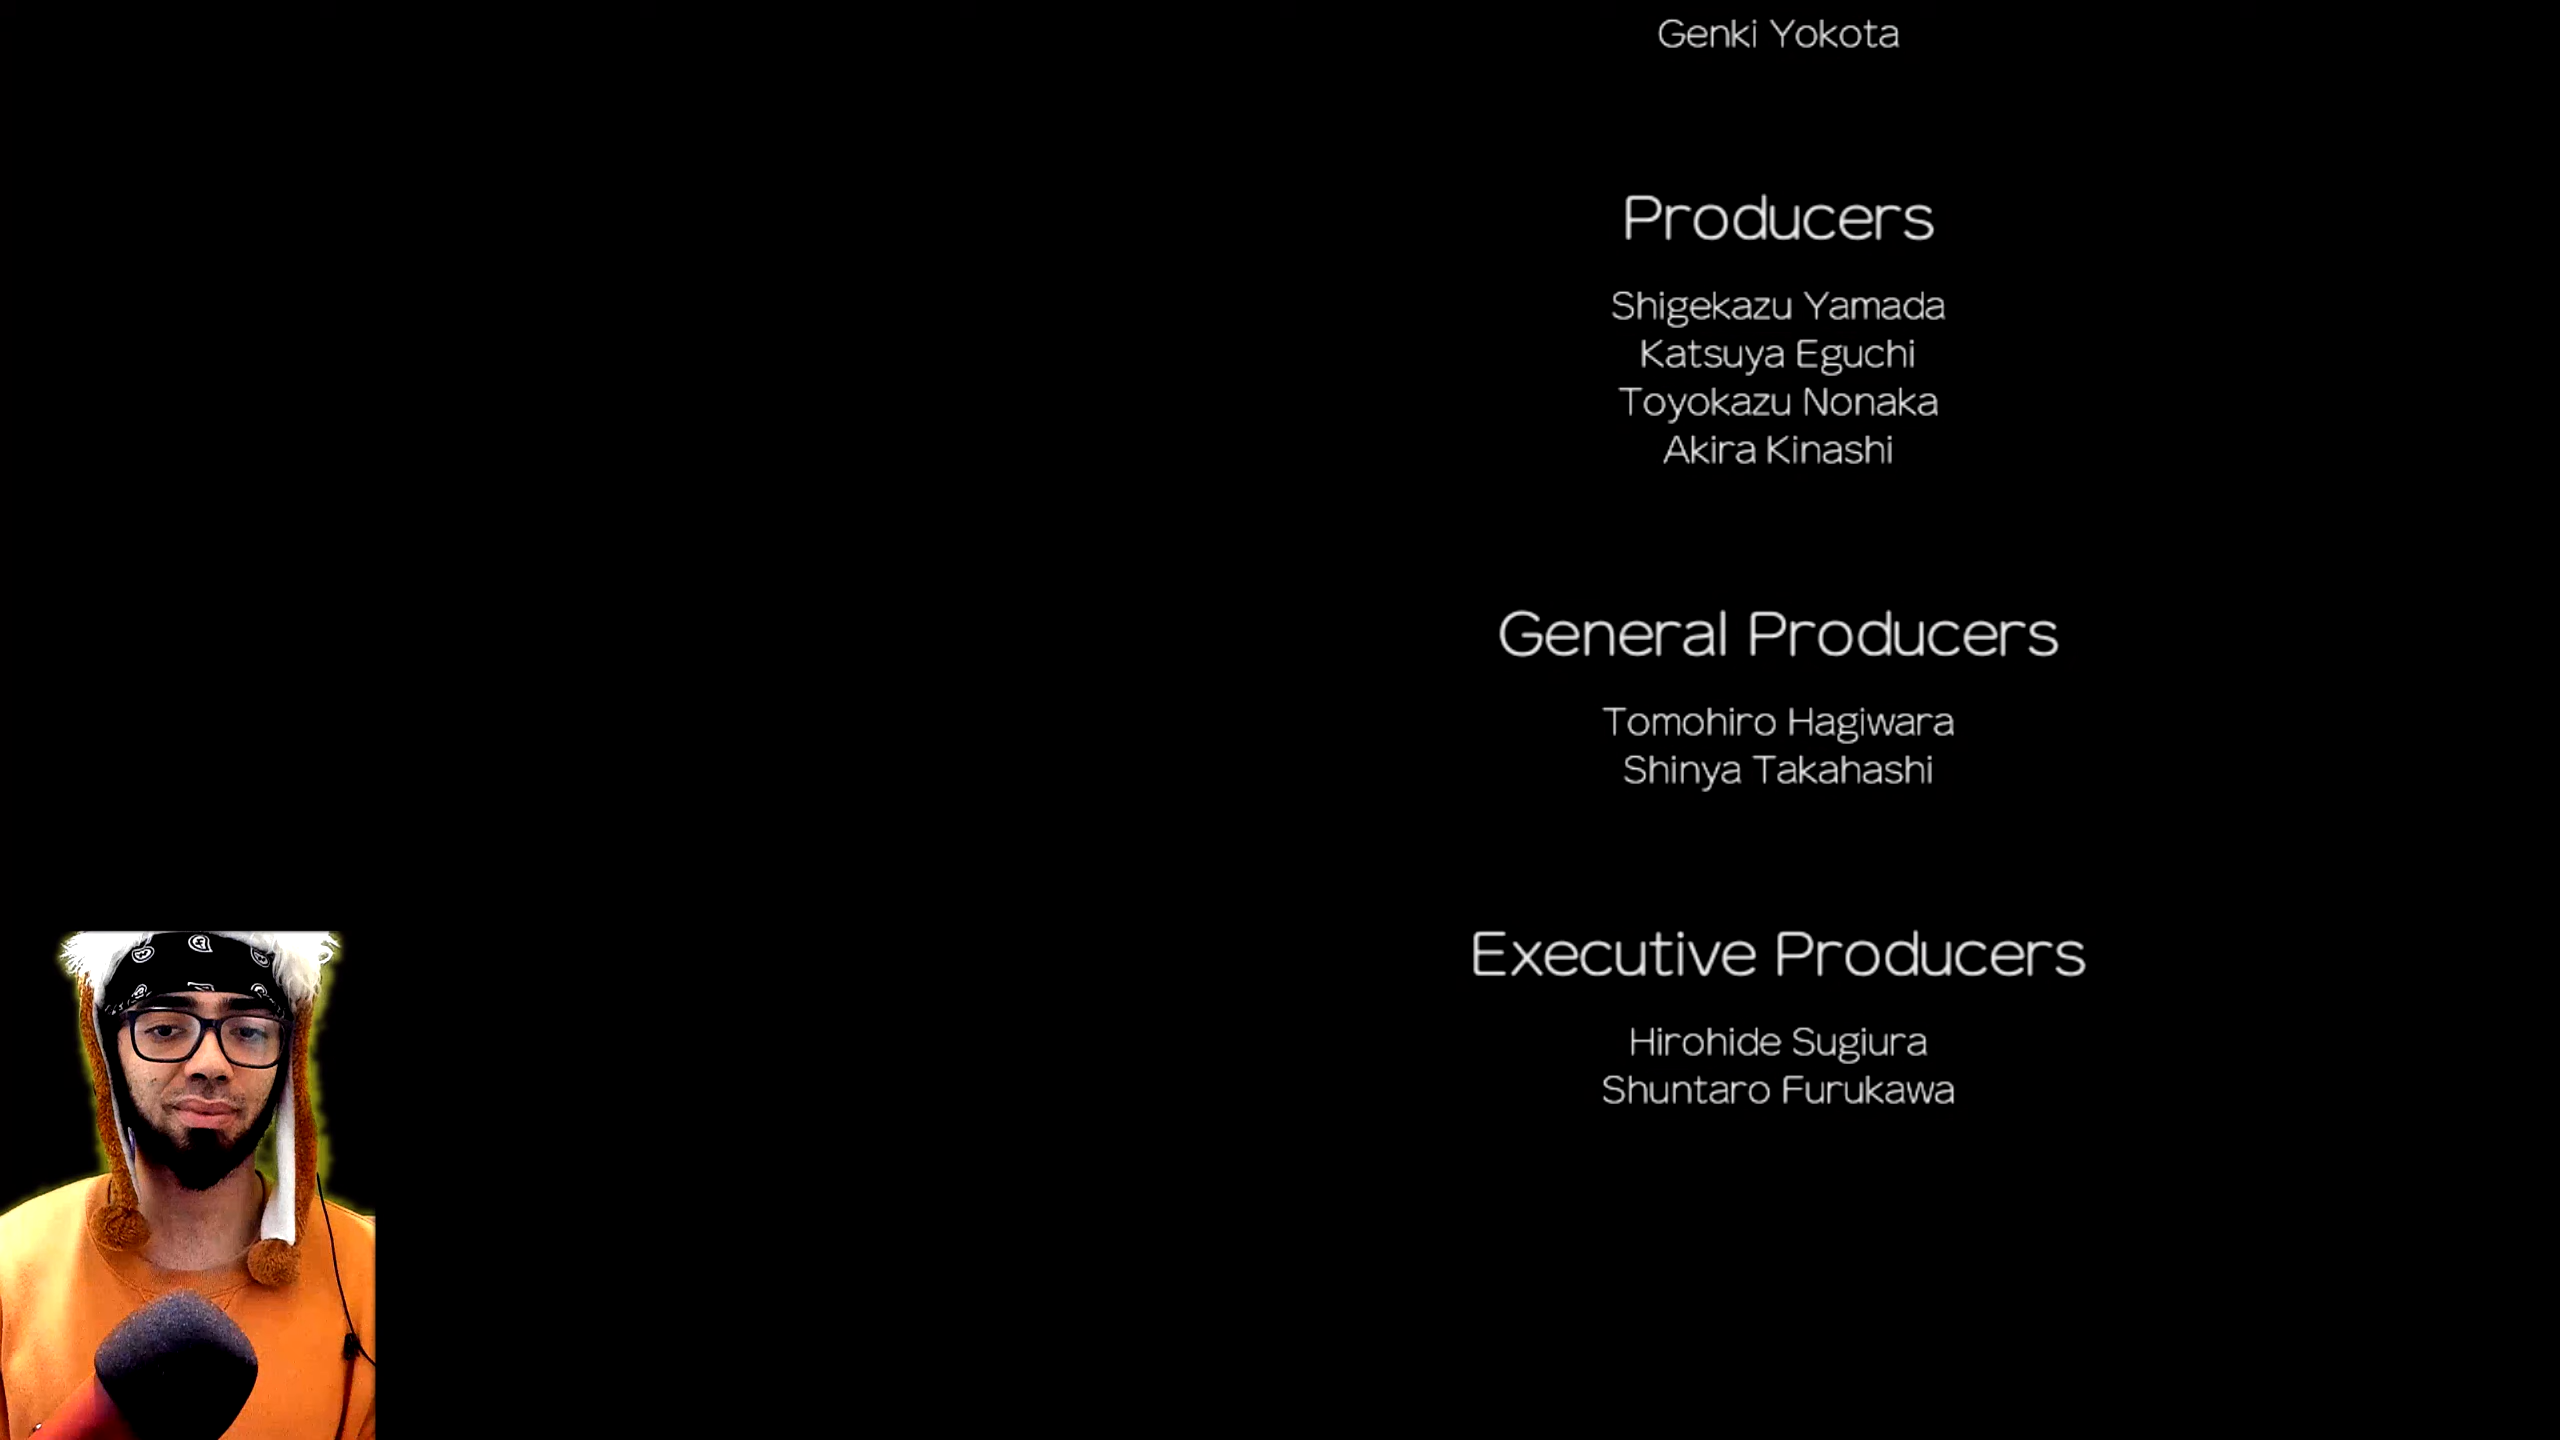 Genki Yokota
Producers
Shigekazu Yamada
Katsuya Eguchi
Toyokazu Nonaka
Akira Kinashi
General Producers
Tomohiro Hagiwara
Shinya Takahashi
Executive Producers
Hirohide Sugiura
Shuntaro Furukawa